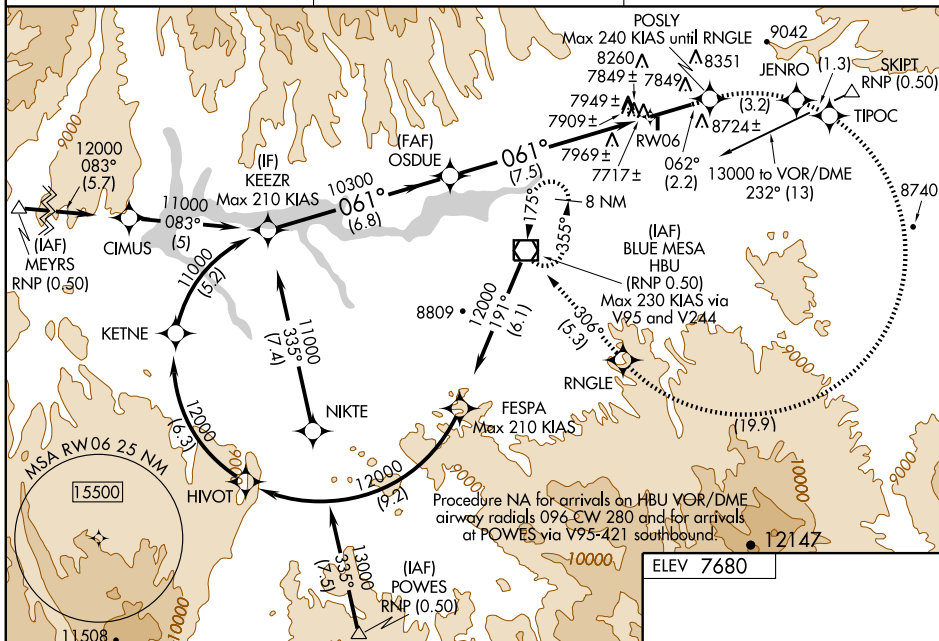 POSLY
Max 240 KIAS until RNGLE
9042
8260
8351
7849±
7849
JENRO
(1.3)
SKIPT
RNP (0.50)
7949±
7909±
RW06
(3.2)
TIPOC
8724±
7969±
7717±
062°
(2.2)
13000 to VOR/DME
232° (13)
9000
12000
083°
(5.7)
(IF)
KEEZR
Max 210 KIAS
(FAF)
OSDUE
10300
061°
(6.8)
061°
(7.5)
11000
083°
(5)
CIMUS
(IAF)
MEYRS
RNP (0.50)
175°
355°
8 NM
8740
(IAF)
BLUE MESA
HBU
(RNP 0.50)
Max 230 KIAS via
V95 and V244
11000
(5.2)
KETNE
11000
335°
(7.4)
8809
12000
191°
(6.1)
306°
(5.3)
9000
RNGLE
NIKTE
FESPA
Max 210 KIAS
(19.9)
12000
(6.3)
9000
HIVOT
12000
(9.2)
9000
10000
MSA RW06 25 NM
15500
Procedure NA for arrivals on HBU VOR/DME
airway radials 096 CW 280 and for arrivals
at POWES via V95-421 southbound.
12147
10000
13000
335°
(7.5)
(IAF)
POWES
RNP (0.50)
ELEV 7680
10000
10000
11508